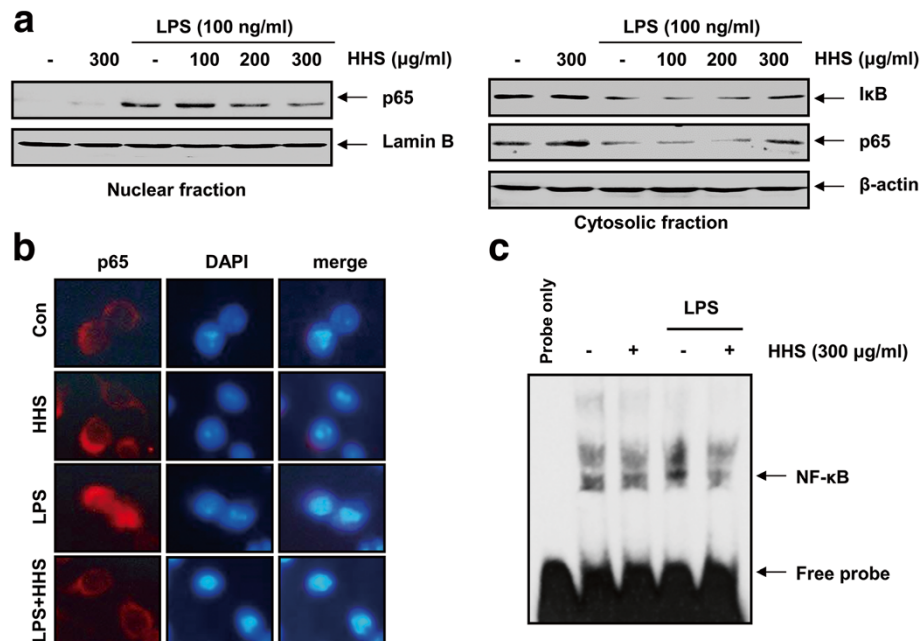 a
LPS (100 ng/ml)
- 300 - 100 200 300 HHS (µg/ml)
p65
Lamin B
Nuclear fraction
LPS (100 ng/ml)
- 300 - 100 200 300 HHS (µg/ml)
IκB
p65
β-actin
Cytosolic fraction
b
p65 DAPI merge
Con
HHS
LPS
LPS+HHS
c
Probe only
LPS
- + - + HHS (300 µg/ml)
NF-κB
Free probe